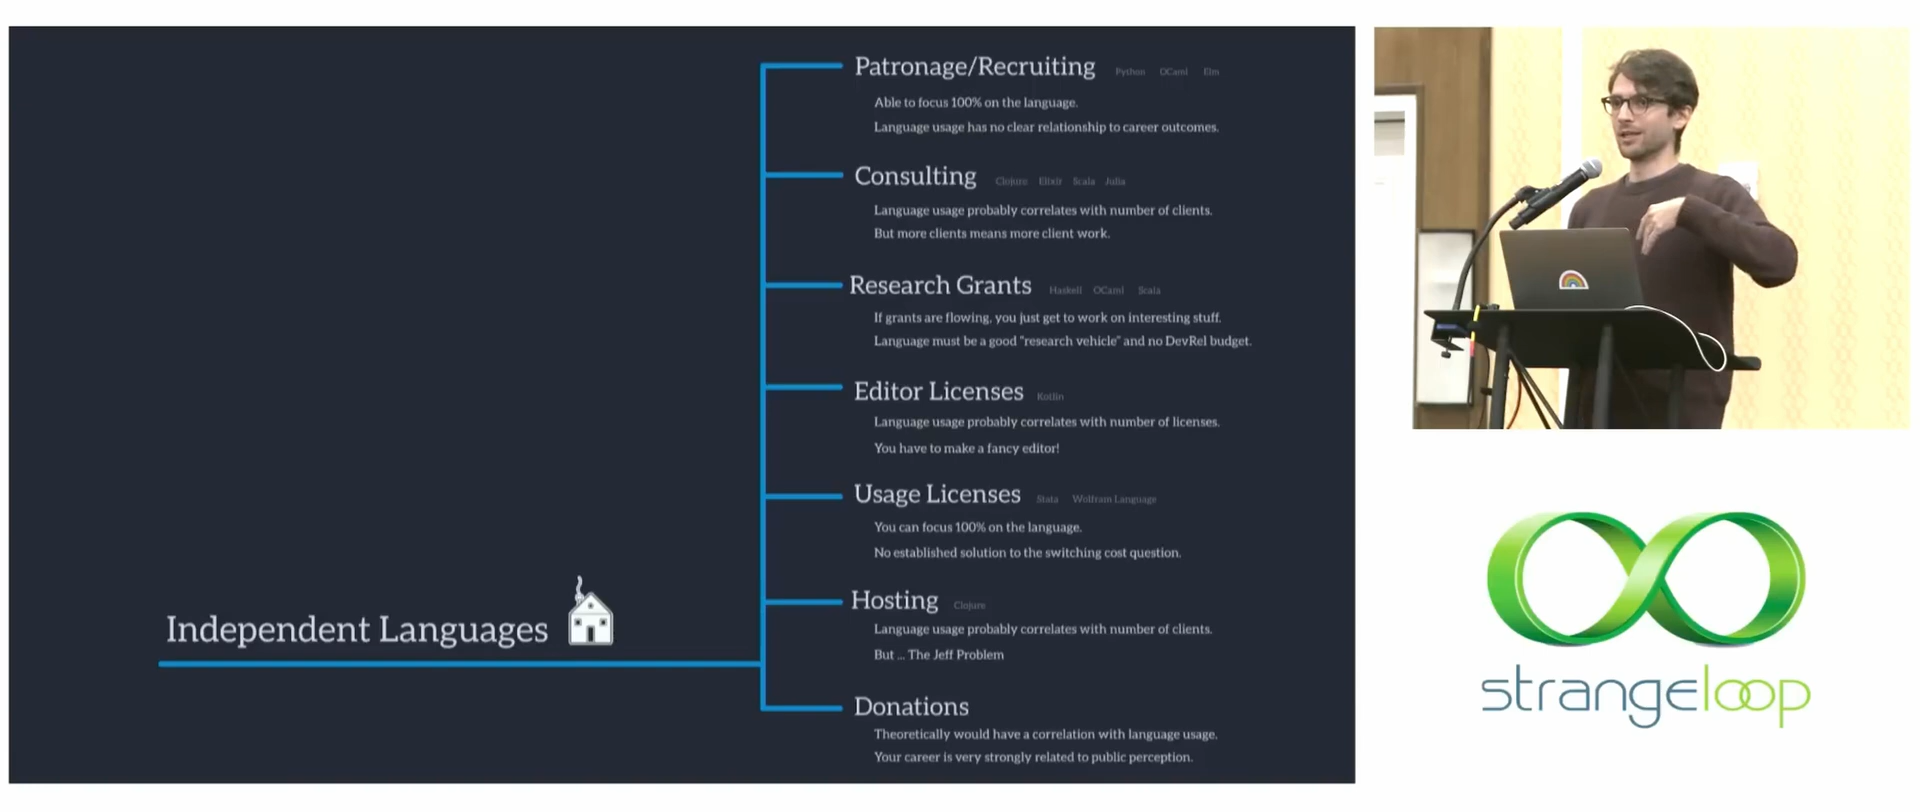 Patronage/Recruiting Python OCaml Elm
Able to focus 100% on the language.
Language usage has no clear relationship to career outcomes.
Consulting Clojure Elixir Scala Julia
Language usage probably correlates with number of clients.
But more clients means more client work.
Research Grants Haskell OCaml Scala
If grants are flowing, you just get to work on interesting stuff.
Language must be a good "research vehicle" and no DevRel budget.
Editor Licenses Kotlin
Language usage probably correlates with number of licenses.
You have to make a fancy editor!
Usage Licenses Stata Wolfram Language
You can focus 100% on the language.
No established solution to the switching cost question.
Hosting Clojure
Language usage probably correlates with number of clients.
But ... The Jeff Problem
Donations
Theoretically would have a correlation with language usage.
Your career is very strongly related to public perception.
Independent Languages
strangeloop